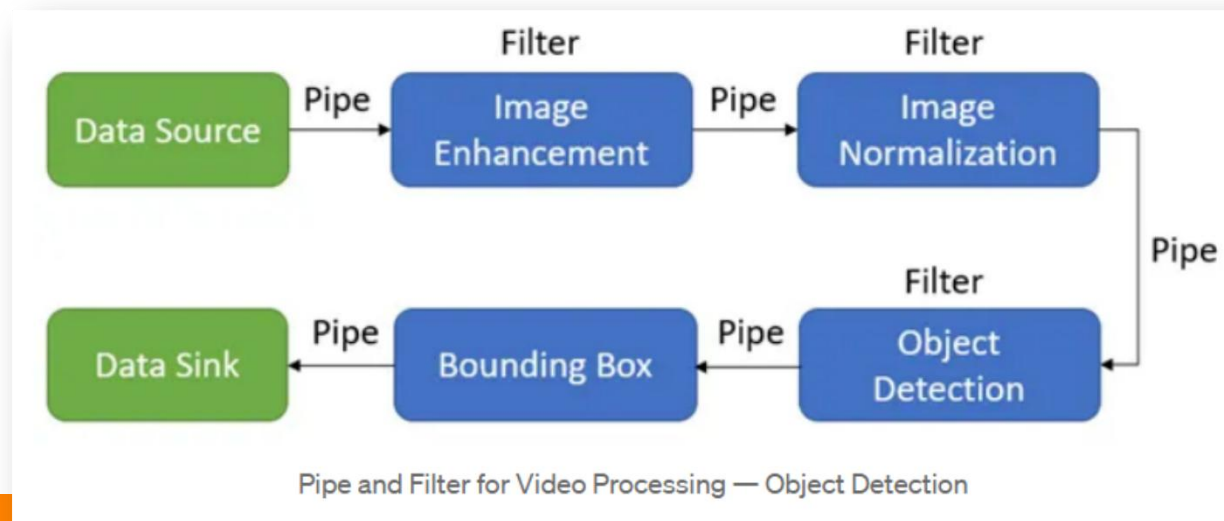 Filter
Filter
Data Source
Pipe
Image
Enhancement
Pipe
Image
Normalization
Pipe
Filter
Data Sink
Pipe
Bounding Box
Pipe
Object
Detection
Pipe and Filter for Video Processing — Object Detection